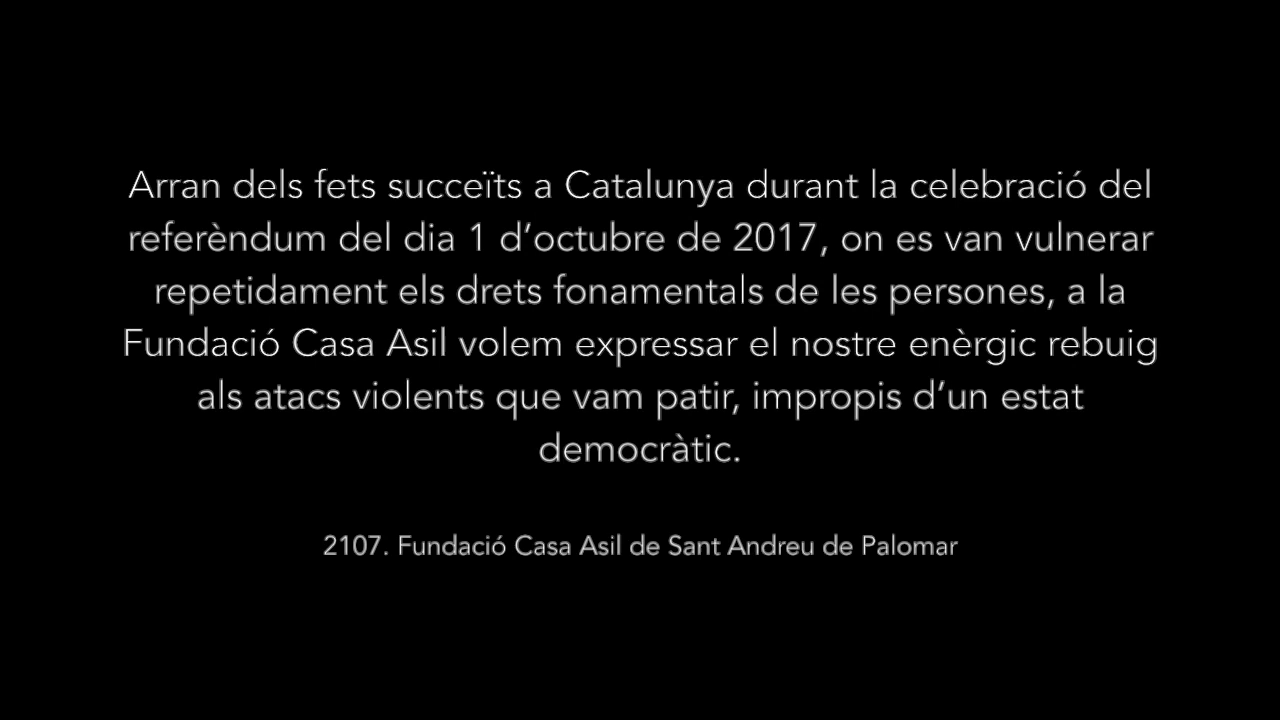 Arran dels fets succeïts a Catalunya durant la celebració del
referèndum del dia 1 d’octubre de 2017, on es van vulnerar
repetidament els drets fonamentals de les persones, a la
Fundació Casa Asil volem expressar el nostre enèrgic rebuig
als atacs violents que vam patir, impropis d’un estat
democràtic.
2107. Fundació Casa Asil de Sant Andreu de Palomar